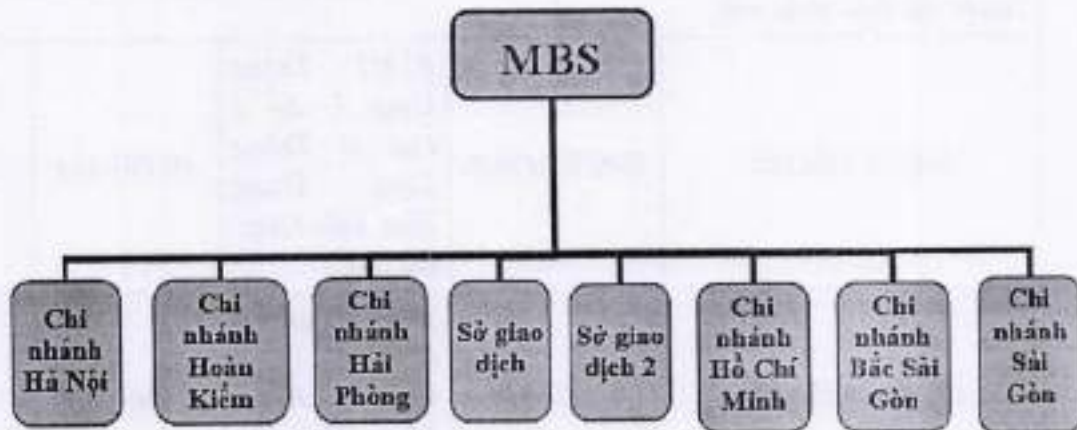 MBS
Chi
nhánh
Hà Nội
Chi
nhánh
Hoàn
Kiếm
Chi
nhánh
Hải
Phòng
Sở giao
dịch
Sở giao
dịch 2
Chi
nhánh
Hồ Chí
Minh
Chi
nhánh
Bắc Sài
Gòn
Chi
nhánh
Sài
Gòn